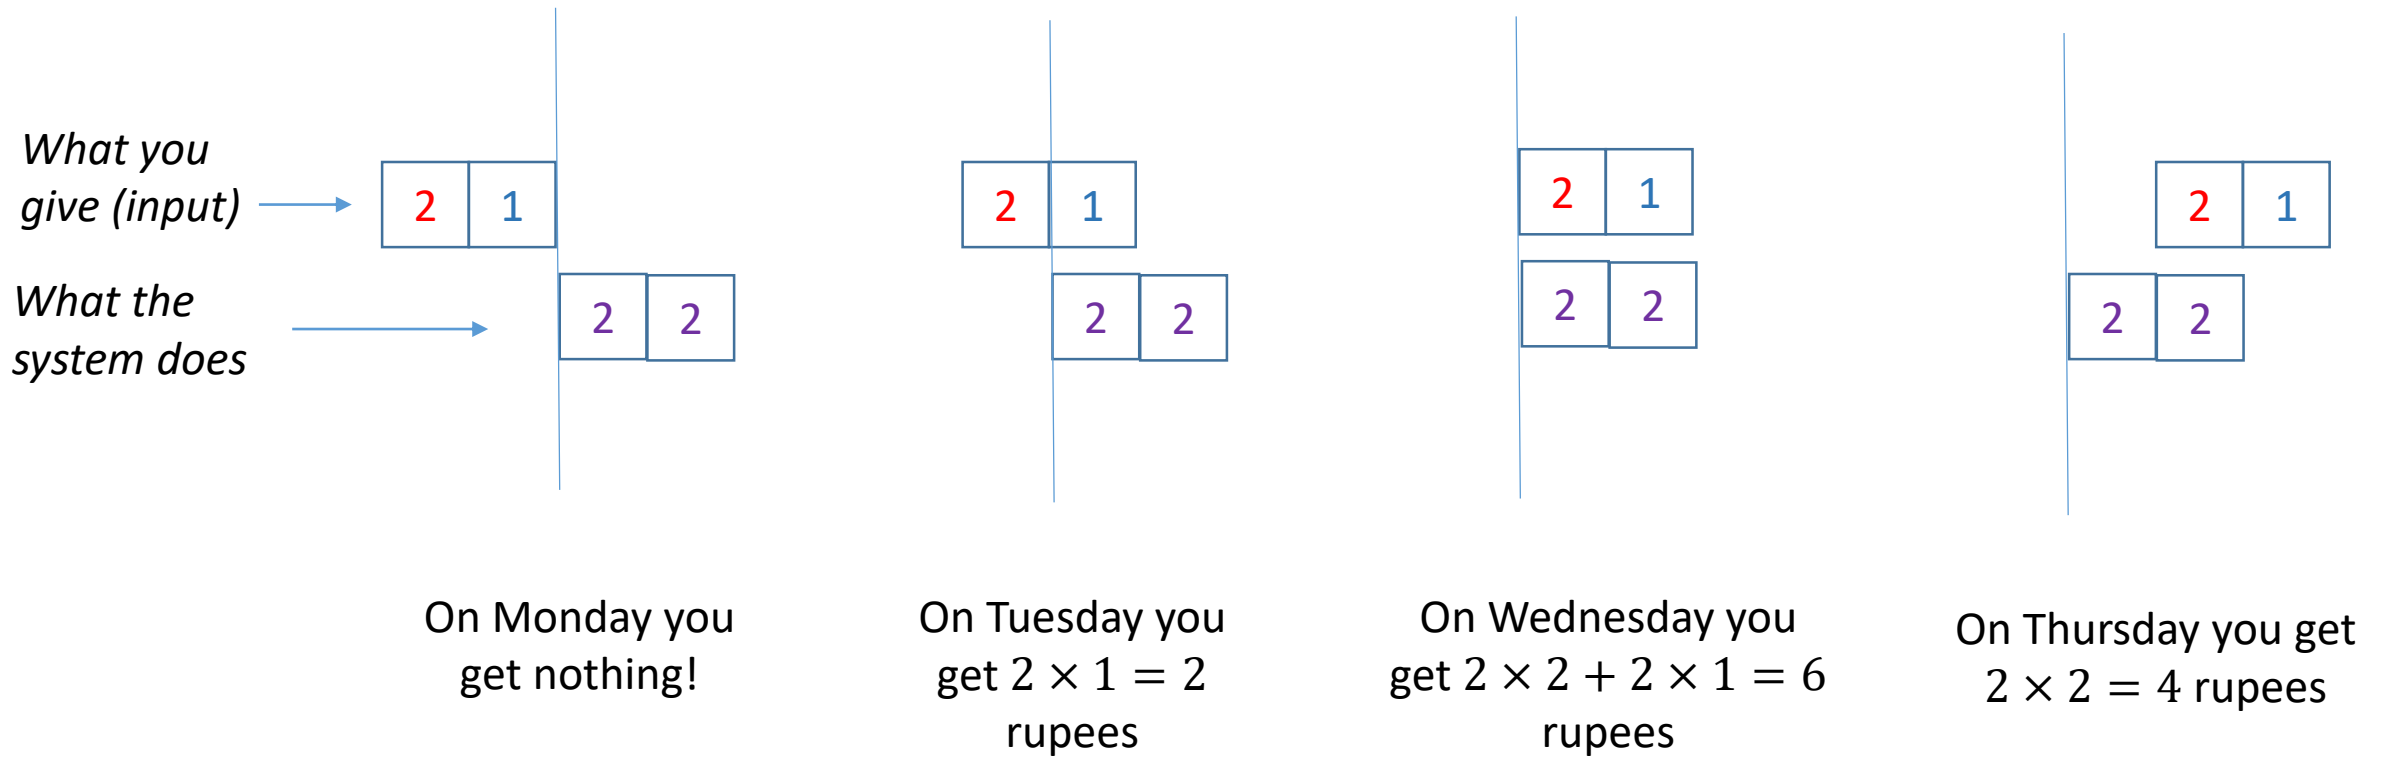 What you
give (input)
2 1
2 2
What the
system does
On Monday you
get nothing!
2 1
2 2
On Tuesday you
get 2 × 1 = 2
rupees
2 1
2 2
On Wednesday you
get 2 × 2 + 2 × 1 = 6
rupees
2 1
2 2
On Thursday you get
2 × 2 = 4 rupees